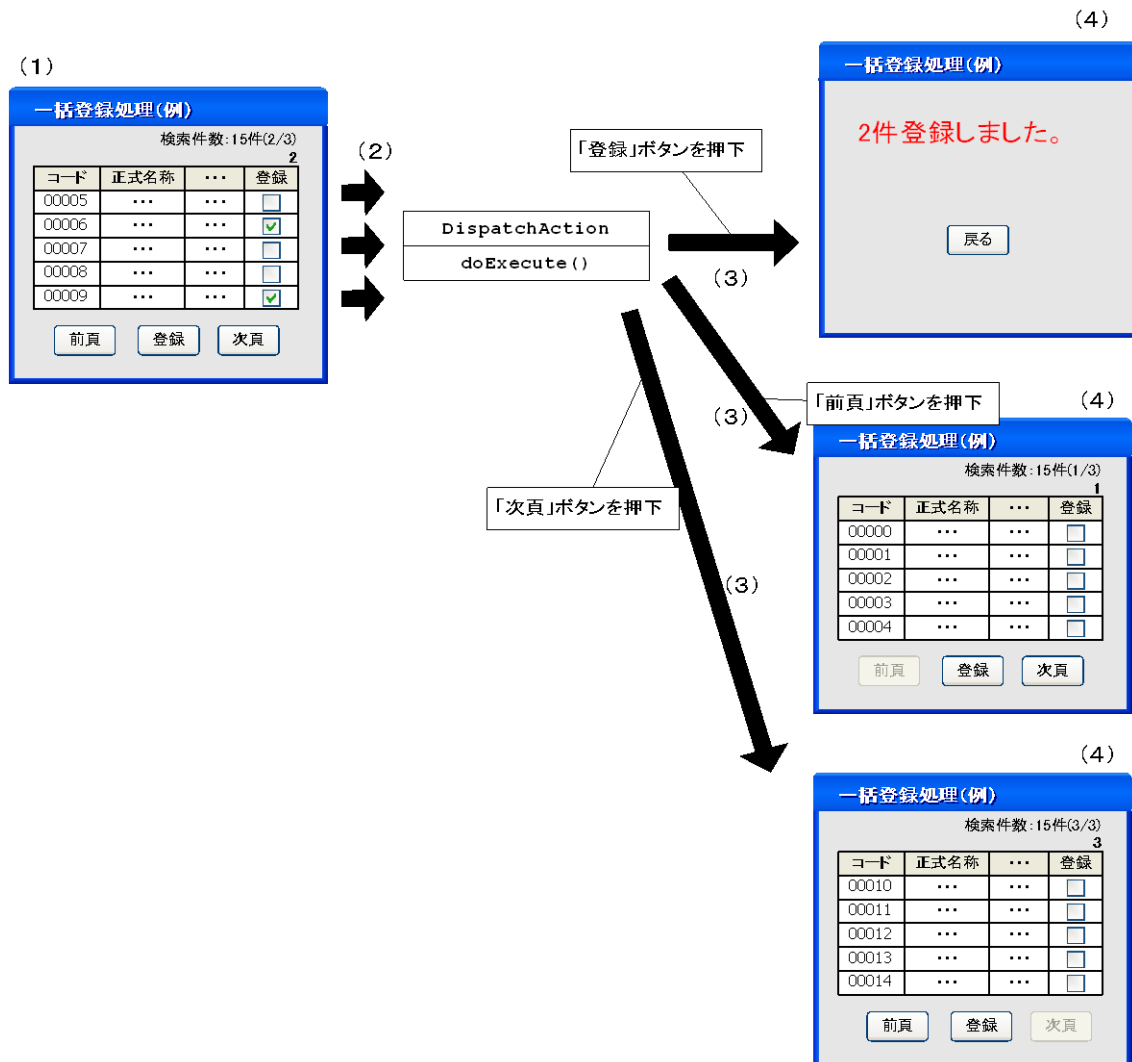 (1)
一括登録処理(例)
検索件数:15件(2/3)
2
コード 正式名称 ・・・ 登録
00005 ・・・ ・・・
00006 ・・・ ・・・
00007 ・・・ ・・・
00008 ・・・ ・・・
00009 ・・・ ・・・
前頁 登録 次頁
(2)
DispatchAction
doExecute()
「登録」ボタンを押下
(3)
(4)
一括登録処理(例)
2件登録しました。
戻る
「前頁」ボタンを押下
(3)
(4)
一括登録処理(例)
検索件数:15件(1/3)
1
コード 正式名称 ・・・ 登録
00000 ・・・ ・・・
00001 ・・・ ・・・
00002 ・・・ ・・・
00003 ・・・ ・・・
00004 ・・・ ・・・
前頁 登録 次頁
「次頁」ボタンを押下
(3)
(4)
一括登録処理(例)
検索件数:15件(3/3)
3
コード 正式名称 ・・・ 登録
00010 ・・・ ・・・
00011 ・・・ ・・・
00012 ・・・ ・・・
00013 ・・・ ・・・
00014 ・・・ ・・・
前頁 登録 次頁